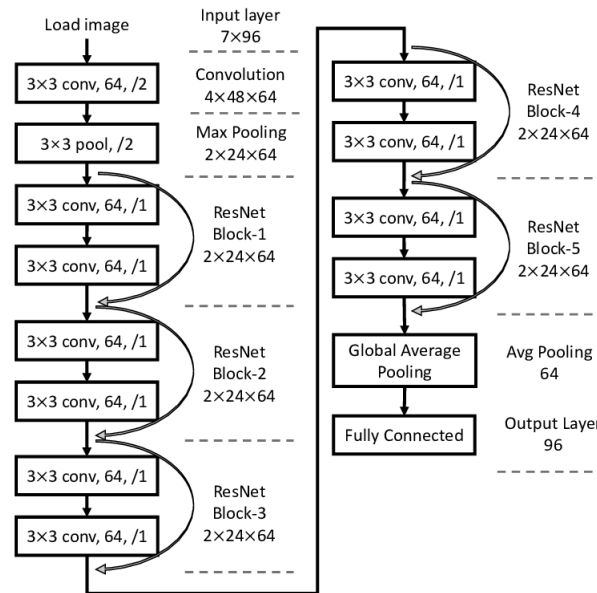 Load image
Input layer
7×96
3×3 conv, 64, /2
Convolution
4×48×64
3×3 pool, /2
Max Pooling
2×24×64
3×3 conv, 64, /1
3×3 conv, 64, /1
ResNet
Block-1
2×24×64
3×3 conv, 64, /1
3×3 conv, 64, /1
ResNet
Block-2
2×24×64
3×3 conv, 64, /1
3×3 conv, 64, /1
ResNet
Block-3
2×24×64
3×3 conv, 64, /1
3×3 conv, 64, /1
ResNet
Block-4
2×24×64
3×3 conv, 64, /1
3×3 conv, 64, /1
ResNet
Block-5
2×24×64
Global Average
Pooling
Avg Pooling
64
Fully Connected
Output Layer
96